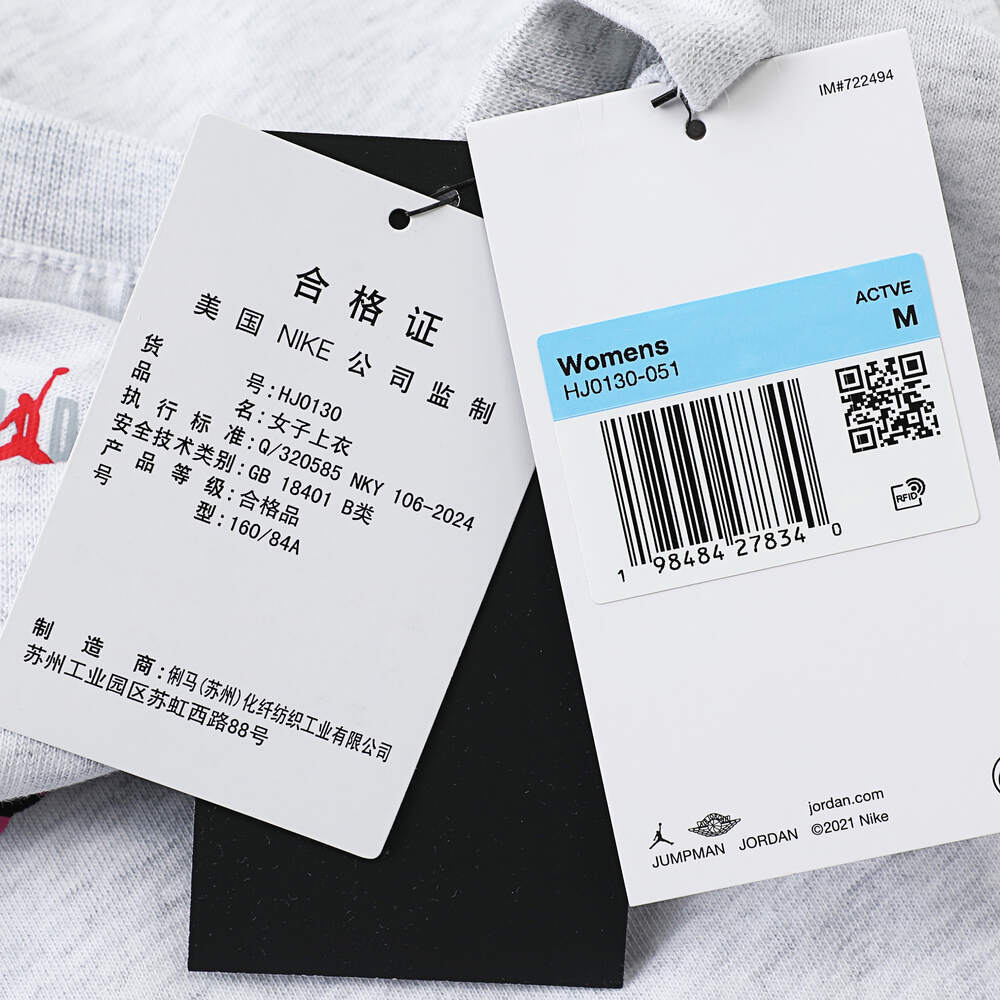 合格证
美国 NIKE 公司监制
货 号:HJ0130
品 名:女子上衣
执行标准:Q/320585 NKY 106-2024
安全技术类别:GB 18401 B类
产品等级:合格品
号 型:160/84A
制造商:俐马(苏州)化纤纺织工业有限公司
苏州工业园区苏虹西路88号
IM#722494
ACTVE
Womens M
HJ0130-051
RFID
1 98484 27834 0
jordan.com
JUMPMAN JORDAN ©2021 Nike